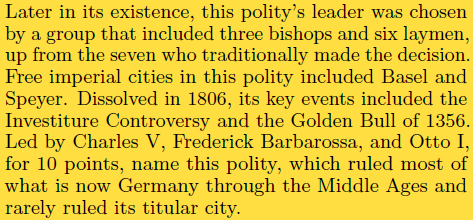 Later in its existence, this polity's leader was chosen
by a group that included three bishops and six laymen,
up from the seven who traditionally made the decision.
Free imperial cities in this polity included Basel and
Speyer. Dissolved in 1806, its key events included the
Investiture Controversy and the Golden Bull of 1356.
Led by Charles V, Frederick Barbarossa, and Otto I,
for 10 points, name this polity, which ruled most of
what is now Germany through the Middle Ages and
rarely ruled its titular city.